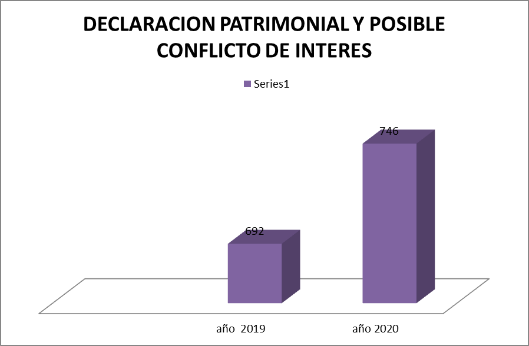 DECLARACION PATRIMONIAL Y POSIBLE
CONFLICTO DE INTERES
Series1
746
692
año 2019
año 2020